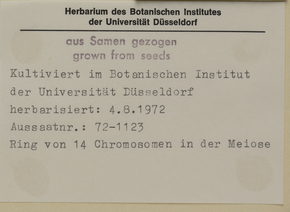 Herbarium des Botanischen Institutes
der Universität Düsseldorf
aus Samen gezogen
grown from seeds
Kultiviert im Botanischen Institut
der Universität Düsseldorf
herbarisiert: 4.8.1972
Aussaatnr.: 72-1123
Ring von 14 Chromosomen in der Meiose